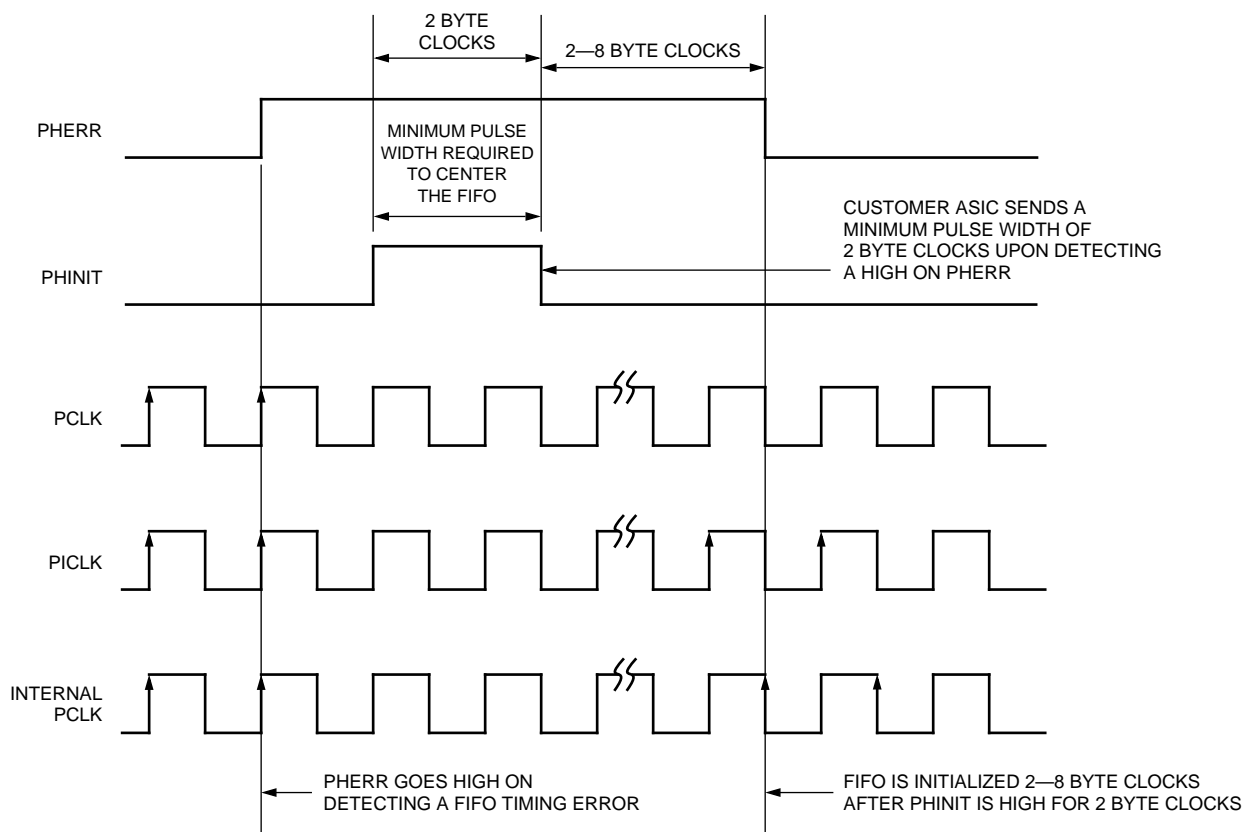 2 BYTE
CLOCKS
2—8 BYTE CLOCKS
PHERR
MINIMUM PULSE
WIDTH REQUIRED
TO CENTER
THE FIFO
CUSTOMER ASIC SENDS A
MINIMUM PULSE WIDTH OF
2 BYTE CLOCKS UPON DETECTING
A HIGH ON PHERR
PHINIT
PCLK
PICLK
INTERNAL
PCLK
PHERR GOES HIGH ON
DETECTING A FIFO TIMING ERROR
FIFO IS INITIALIZED 2—8 BYTE CLOCKS
AFTER PHINIT IS HIGH FOR 2 BYTE CLOCKS